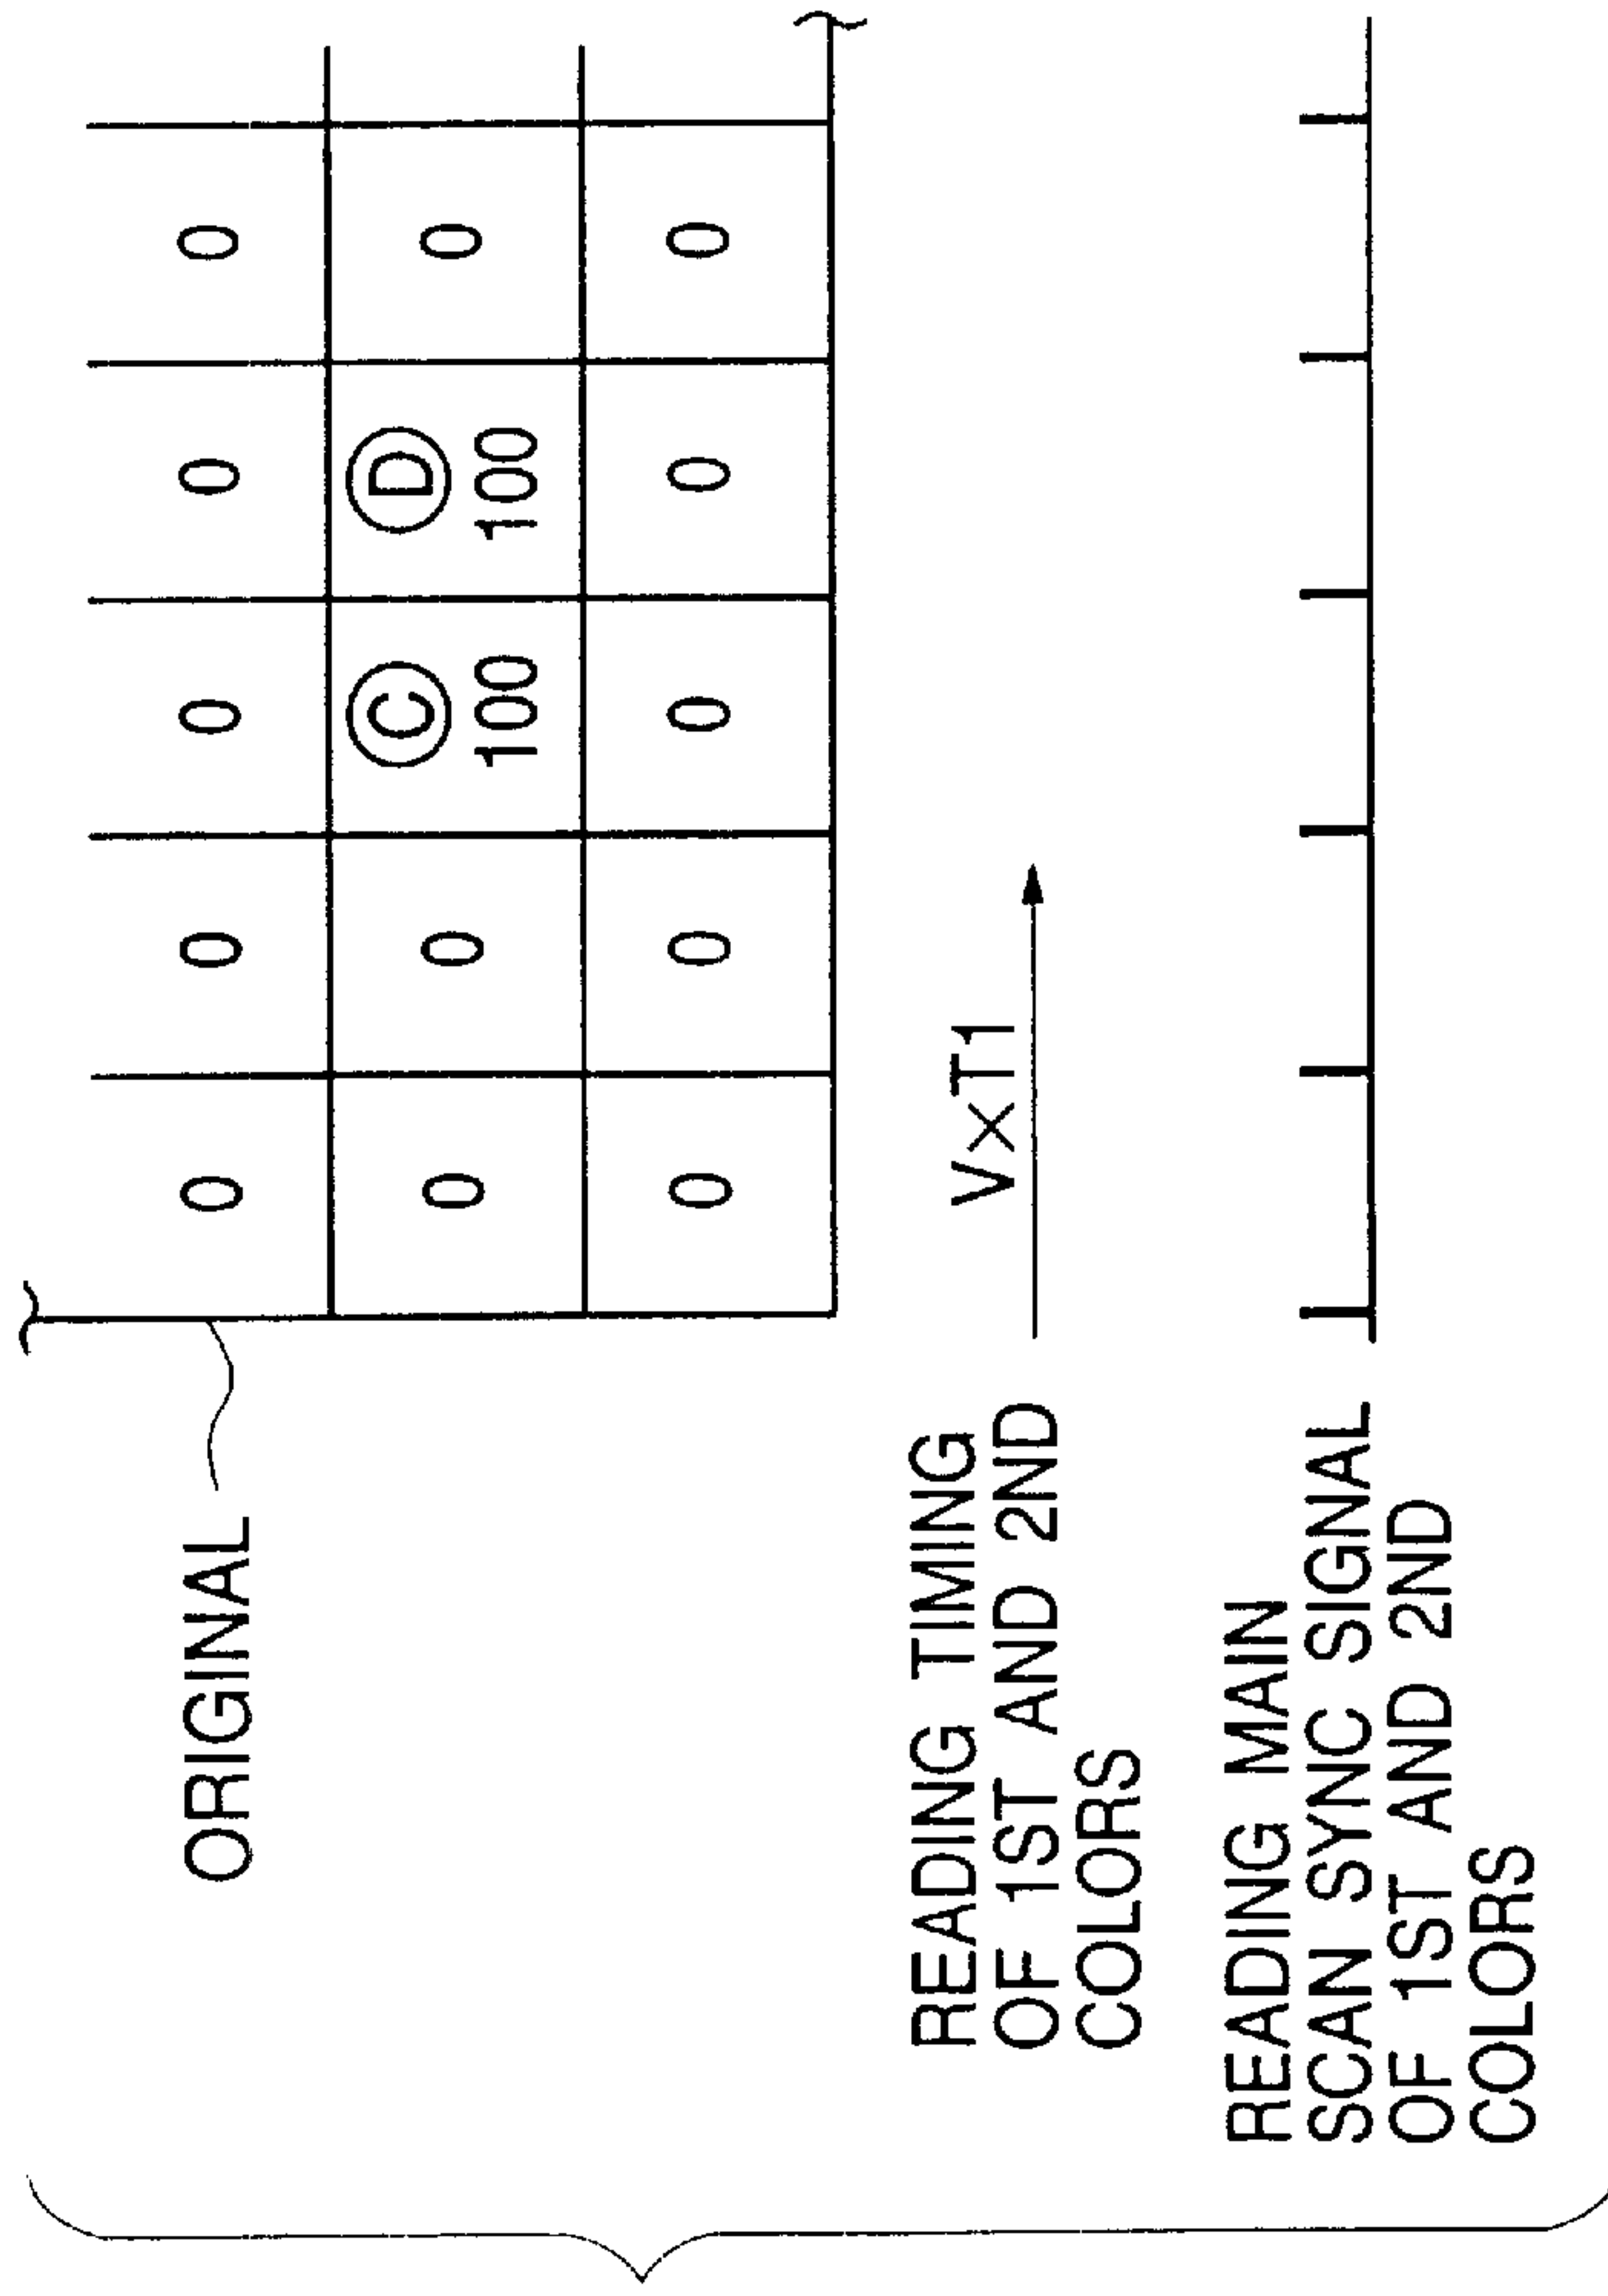 ORIGINAL
0 0 0 0 0
0 0 Ⓒ Ⓓ 0
100 100
0 0 0 0 0
READING TIMING
OF 1ST AND 2ND
COLORS
V×T1
READING MAIN
SCAN SYNC SIGNAL
OF 1ST AND 2ND
COLORS